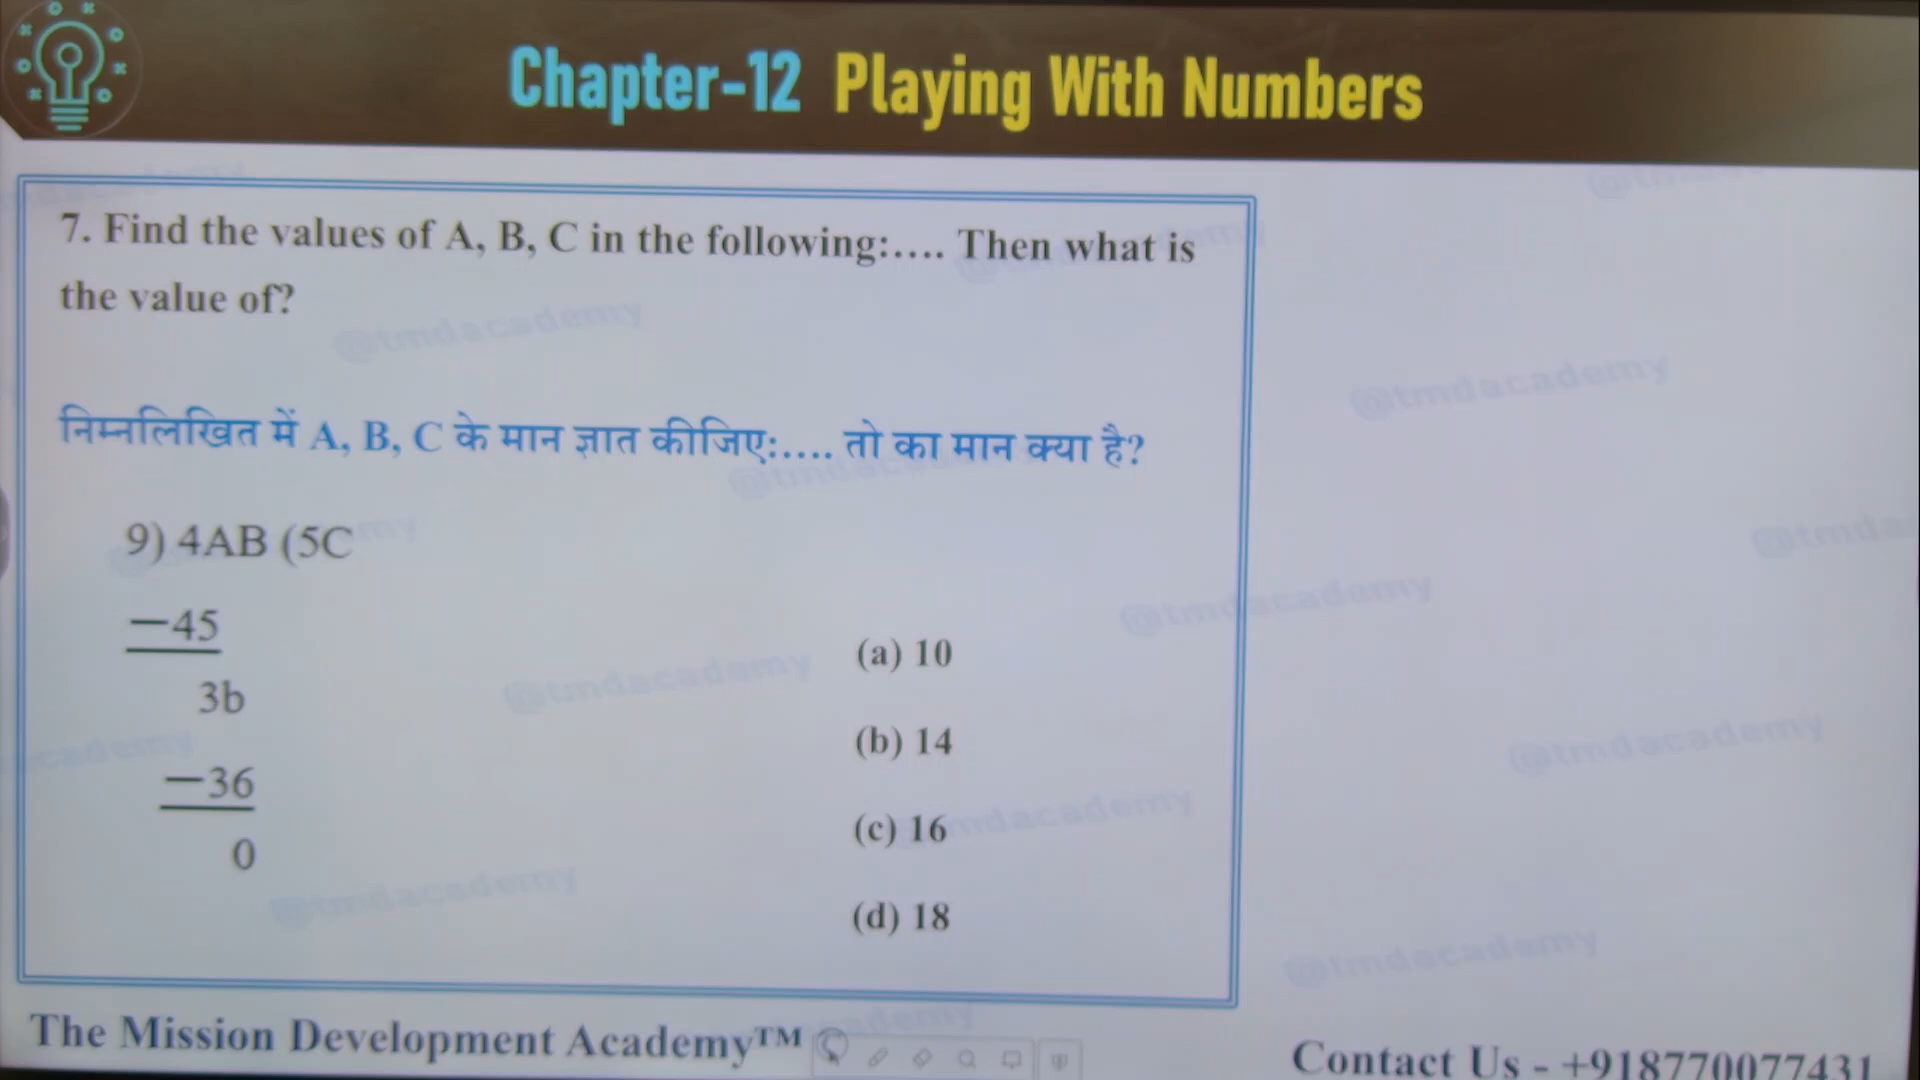 Chapter-12 Playing With Numbers
7. Find the values of A, B, C in the following:.... Then what is
the value of?
निम्नलिखित में A, B, C के मान ज्ञात कीजिए:.... तो का मान क्या है?
9) 4AB (5C
—45
3b
—36
0
(a) 10
(b) 14
(c) 16
(d) 18
The Mission Development Academy™
Contact Us - +918770077431
@tmdacademy